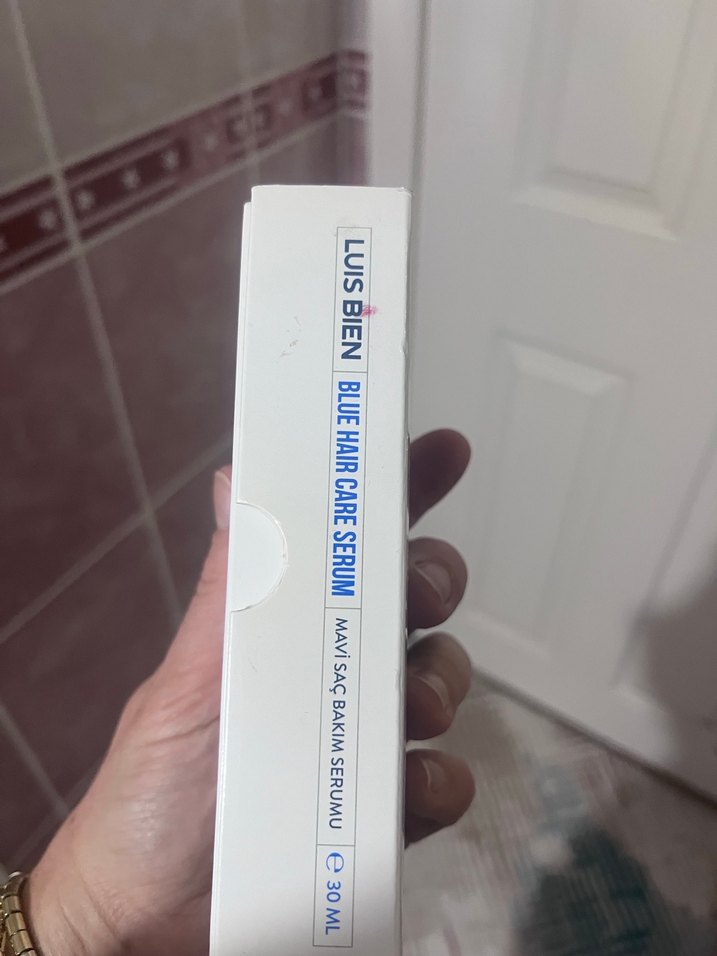 LUIS BIEN
BLUE HAIR CARE SERUM
MAVİ SAÇ BAKIM SERUMU
℮ 30 ML